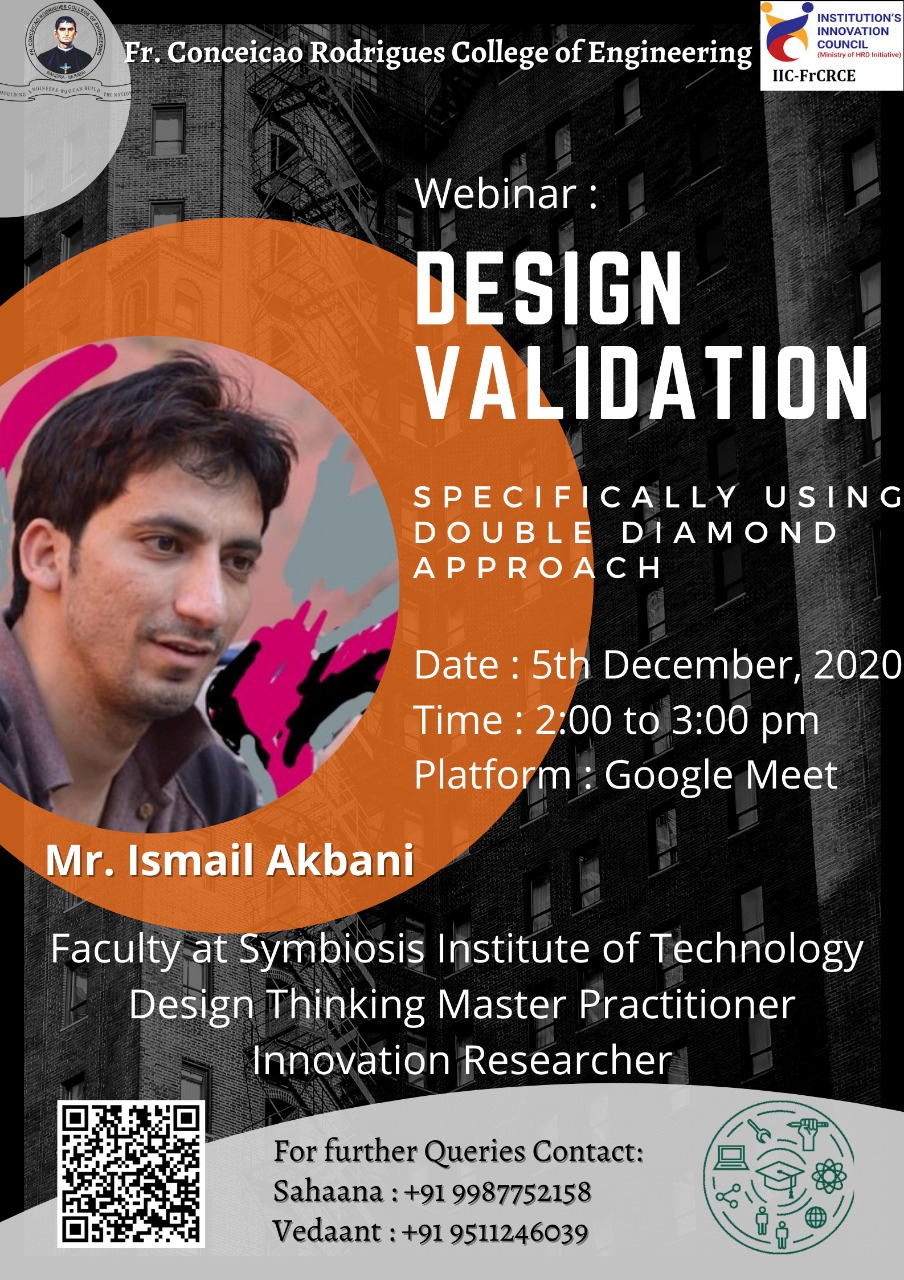 Fr. Conceicao Rodrigues College of Engineering
INSTITUTION'S
INNOVATION
COUNCIL
(Ministry of HRD Initiative)
IIC-FrCRCE
Webinar :
DESIGN
VALIDATION
SPECIFICALLY USING
DOUBLE DIAMOND
APPROACH
Date : 5th December, 2020
Time : 2:00 to 3:00 pm
Platform : Google Meet
Mr. Ismail Akbani
Faculty at Symbiosis Institute of Technology
Design Thinking Master Practitioner
Innovation Researcher
For further Queries Contact:
Sahaana : +91 9987752158
Vedaant : +91 9511246039